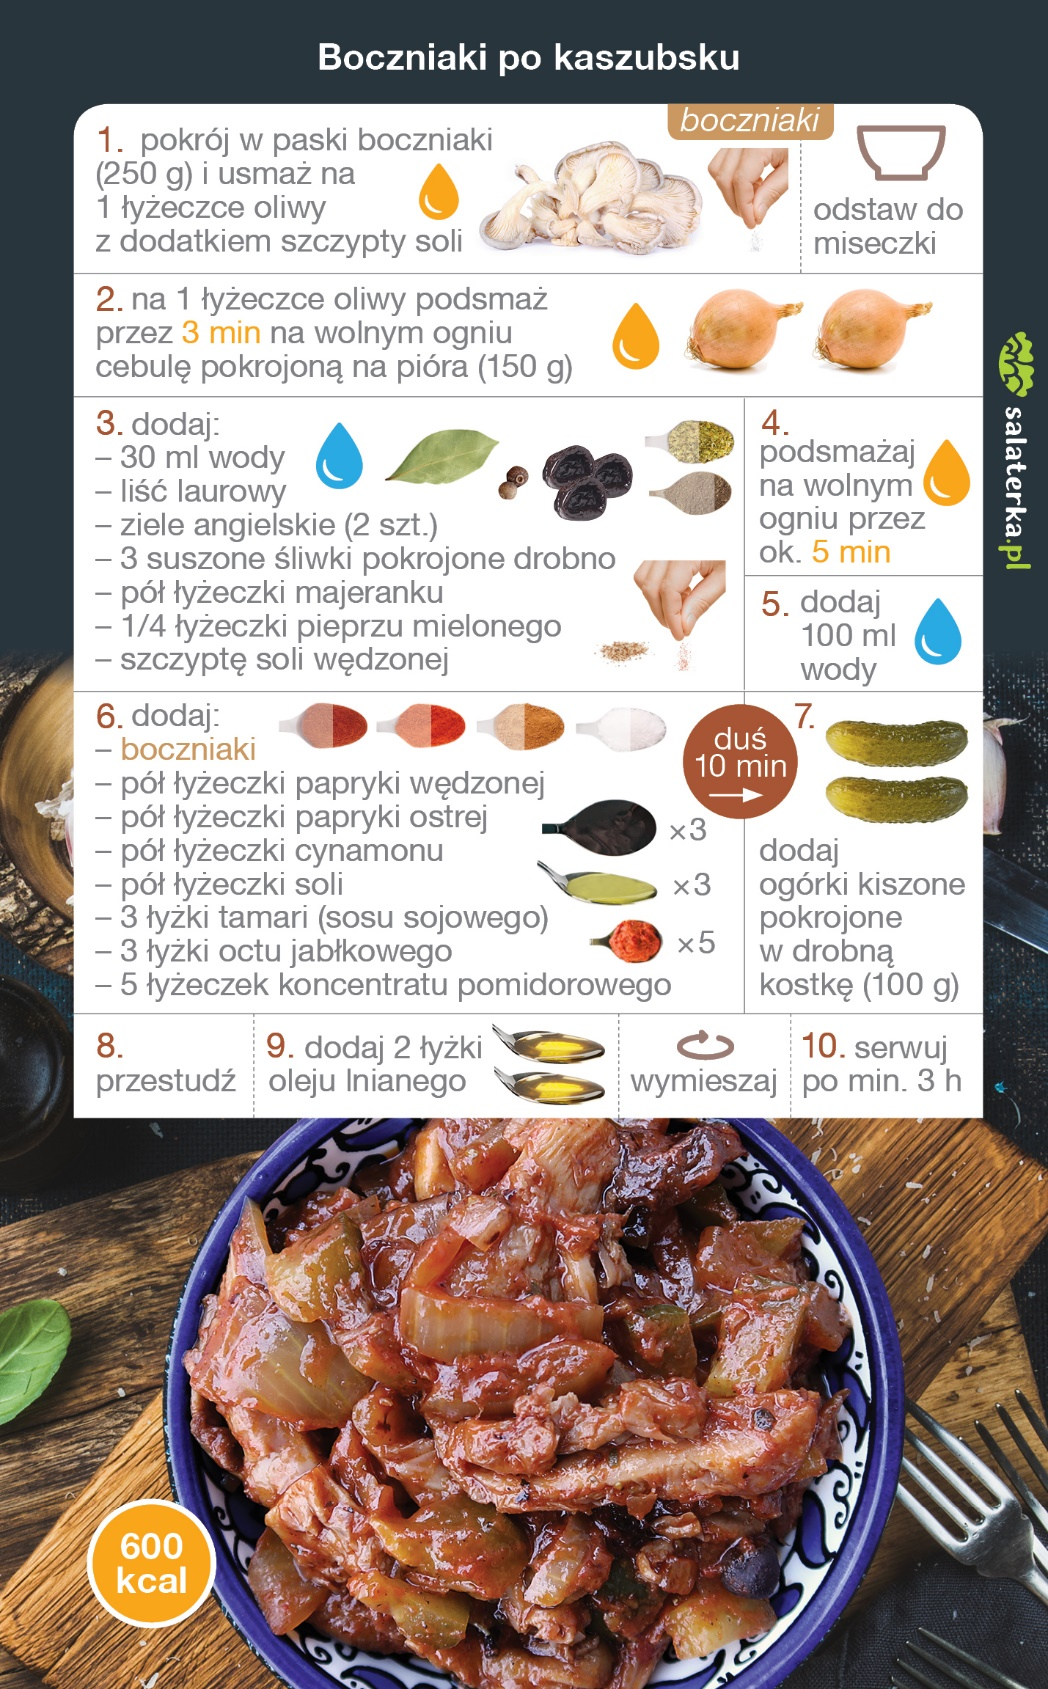 Boczniaki po kaszubsku
boczniaki
1. pokrój w paski boczniaki
(250 g) i usmaż na
1 łyżeczce oliwy
z dodatkiem szczypty soli
odstaw do
miseczki
2. na 1 łyżeczce oliwy podsmaż
przez 3 min na wolnym ogniu
cebulę pokrojoną na pióra (150 g)
3. dodaj:
– 30 ml wody
– liść laurowy
– ziele angielskie (2 szt.)
– 3 suszone śliwki pokrojone drobno
– pół łyżeczki majeranku
– 1/4 łyżeczki pieprzu mielonego
– szczyptę soli wędzonej
4.
podsmażaj
na wolnym
ogniu przez
ok. 5 min
5. dodaj
100 ml
wody
6. dodaj:
– boczniaki
– pół łyżeczki papryki wędzonej
– pół łyżeczki papryki ostrej
– pół łyżeczki cynamonu
– pół łyżeczki soli
– 3 łyżki tamari (sosu sojowego)
– 3 łyżki octu jabłkowego
– 5 łyżeczek koncentratu pomidorowego
×3
×3
×5
duś
10 min
7.
dodaj
ogórki kiszone
pokrojone
w drobną
kostkę (100 g)
8.
przestudź
9. dodaj 2 łyżki
oleju lnianego
wymieszaj
10. serwuj
po min. 3 h
salaterka.pl
600
kcal